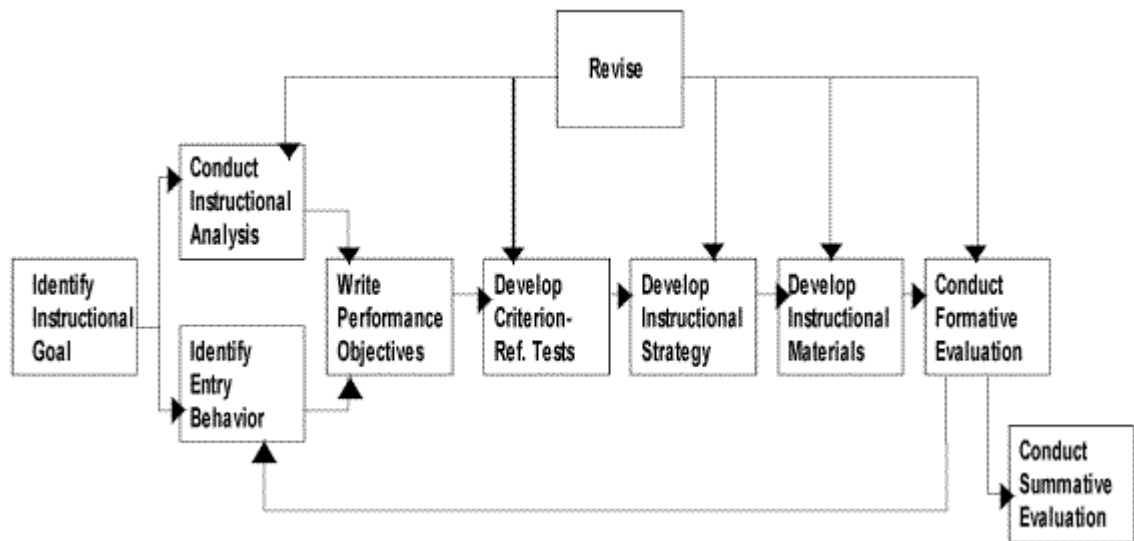 Revise
Conduct
Instructional
Analysis
Identify
Instructional
Goal
Identify
Entry
Behavior
Write
Performance
Objectives
Develop
Criterion-
Ref. Tests
Develop
Instructional
Strategy
Develop
Instructional
Materials
Conduct
Formative
Evaluation
Conduct
Summative
Evaluation